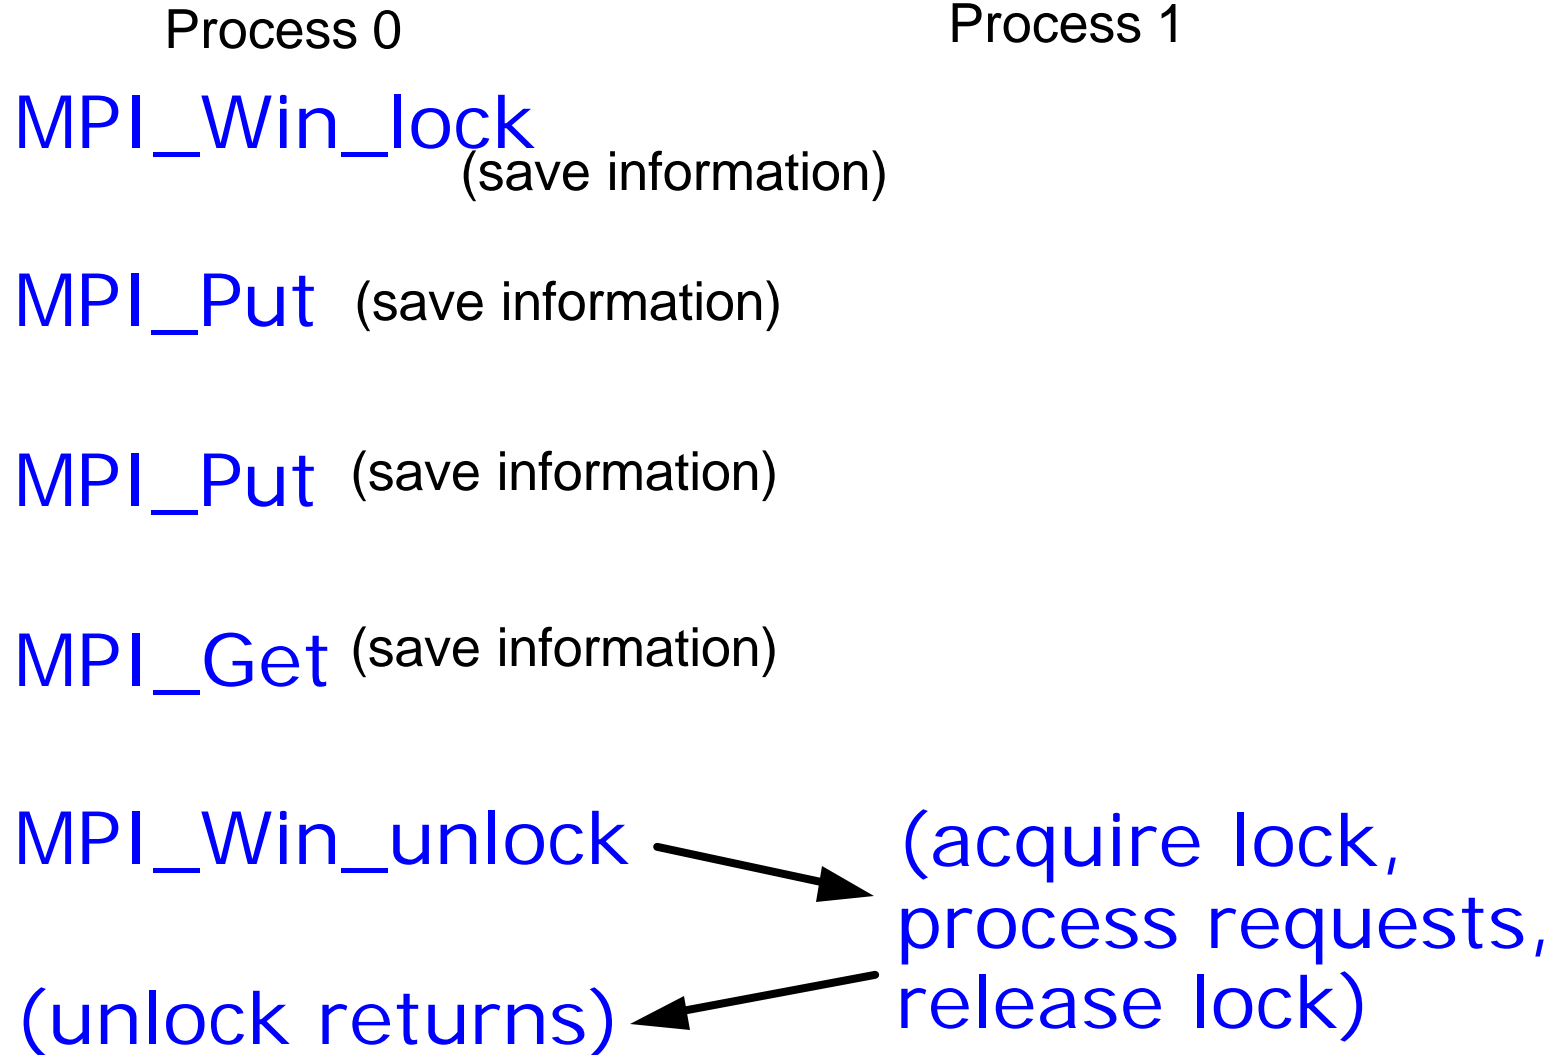 Process 0
Process 1
MPI_Win_lock
(save information)
MPI_Put (save information)
MPI_Put (save information)
MPI_Get (save information)
MPI_Win_unlock
(acquire lock,
process requests,
release lock)
(unlock returns)